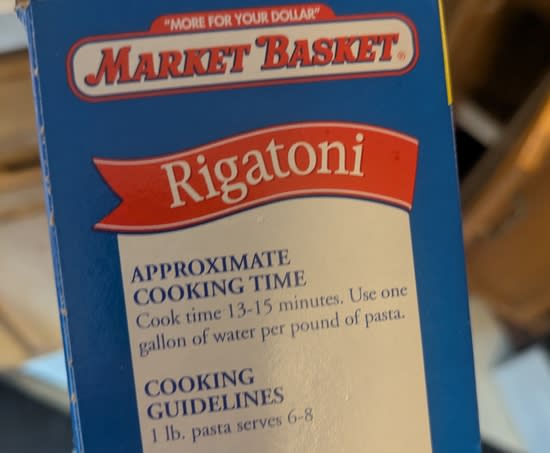 "MORE FOR YOUR DOLLAR"
MARKET BASKET®
Rigatoni
APPROXIMATE
COOKING TIME
Cook time 13-15 minutes. Use one
gallon of water per pound of pasta.
COOKING
GUIDELINES
1 lb. pasta serves 6-8